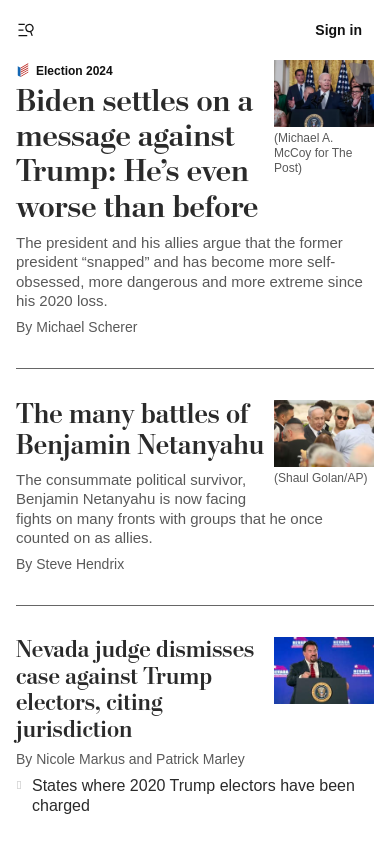 Sign in
Election 2024
Biden settles on a
message against
Trump: He’s even
worse than before
(Michael A.
McCoy for The
Post)
The president and his allies argue that the former
president “snapped” and has become more self-
obsessed, more dangerous and more extreme since
his 2020 loss.
By Michael Scherer
The many battles of
Benjamin Netanyahu
(Shaul Golan/AP)
The consummate political survivor,
Benjamin Netanyahu is now facing
fights on many fronts with groups that he once
counted on as allies.
By Steve Hendrix
Nevada judge dismisses
case against Trump
electors, citing
jurisdiction
By Nicole Markus and Patrick Marley
States where 2020 Trump electors have been
charged